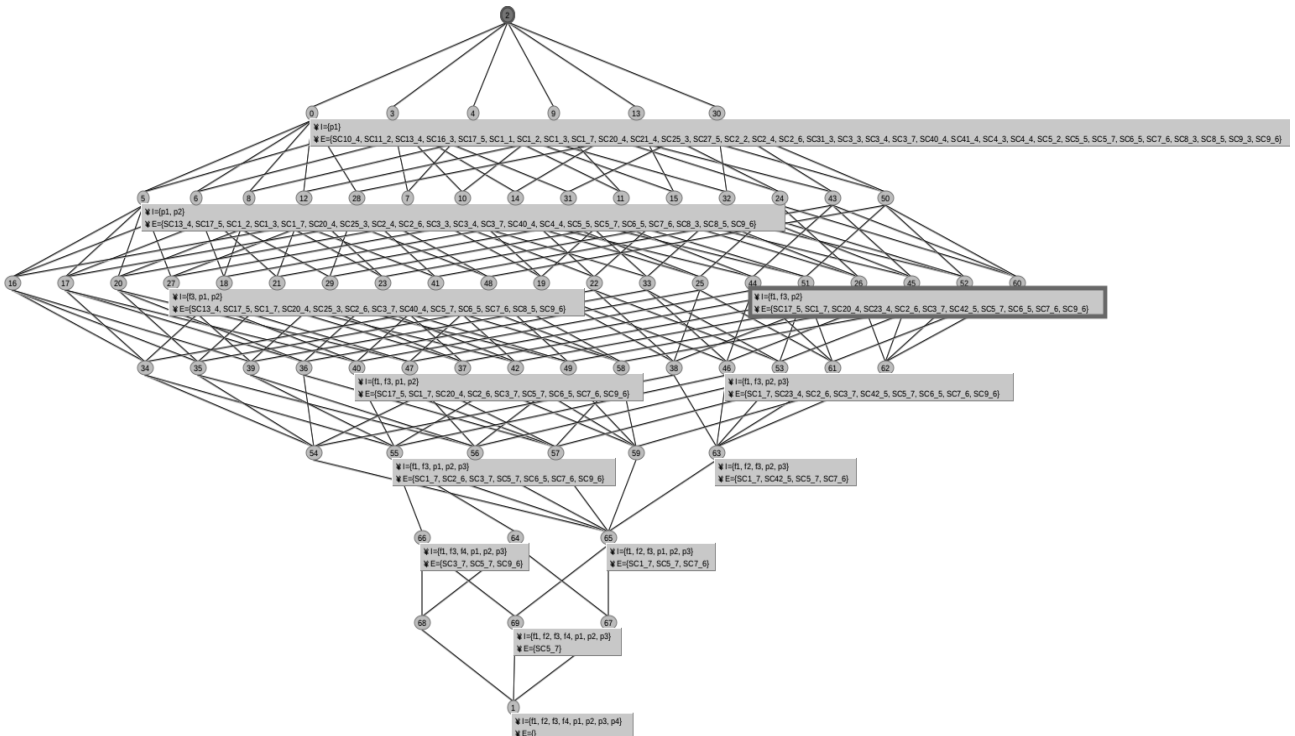 2
0 3 4 9 13 30
I={p1}
E={SC10_4, SC11_2, SC13_4, SC16_3, SC17_5, SC1_1, SC1_2, SC1_3, SC1_7, SC20_4, SC21_4, SC25_3, SC27_5, SC2_2, SC2_4, SC2_6, SC31_3, SC3_3, SC3_4, SC3_7, SC40_4, SC41_4, SC4_3, SC4_4, SC5_2, SC5_5, SC5_7, SC6_5, SC7_6, SC8_3, SC8_5, SC9_3, SC9_6}
5 6 8 12 28 7 10 14 31 11 15 32 24 43 50
I={p1, p2}
E={SC13_4, SC17_5, SC1_2, SC1_3, SC1_7, SC20_4, SC25_3, SC2_4, SC2_6, SC3_3, SC3_4, SC3_7, SC40_4, SC4_4, SC5_5, SC5_7, SC6_5, SC7_6, SC8_3, SC8_5, SC9_6}
16 17 20 27 18 21 29 23 41 48 19 22 33 25 44 51 26 45 52 60
I={f3, p1, p2}
E={SC13_4, SC17_5, SC1_7, SC20_4, SC25_3, SC2_6, SC3_7, SC40_4, SC5_7, SC6_5, SC7_6, SC8_5, SC9_6}
I={f1, f3, p2}
E={SC17_5, SC1_7, SC20_4, SC23_4, SC2_6, SC3_7, SC42_5, SC5_7, SC6_5, SC7_6, SC9_6}
34 35 39 36 40 47 37 42 49 58 38 46 53 61 62
I={f1, f3, p1, p2}
E={SC17_5, SC1_7, SC20_4, SC2_6, SC3_7, SC5_7, SC6_5, SC7_6, SC9_6}
I={f1, f3, p2, p3}
E={SC1_7, SC23_4, SC2_6, SC3_7, SC42_5, SC5_7, SC6_5, SC7_6, SC9_6}
54 55 56 57 59 63
I={f1, f3, p1, p2, p3}
E={SC1_7, SC2_6, SC3_7, SC5_7, SC6_5, SC7_6, SC9_6}
I={f1, f2, f3, p2, p3}
E={SC1_7, SC42_5, SC5_7, SC7_6}
66 64 65
I={f1, f3, f4, p1, p2, p3}
E={SC3_7, SC5_7, SC9_6}
I={f1, f2, f3, p1, p2, p3}
E={SC1_7, SC5_7, SC7_6}
68 69 67
I={f1, f2, f3, f4, p1, p2, p3}
E={SC5_7}
1
I={f1, f2, f3, f4, p1, p2, p3, p4}
E={}